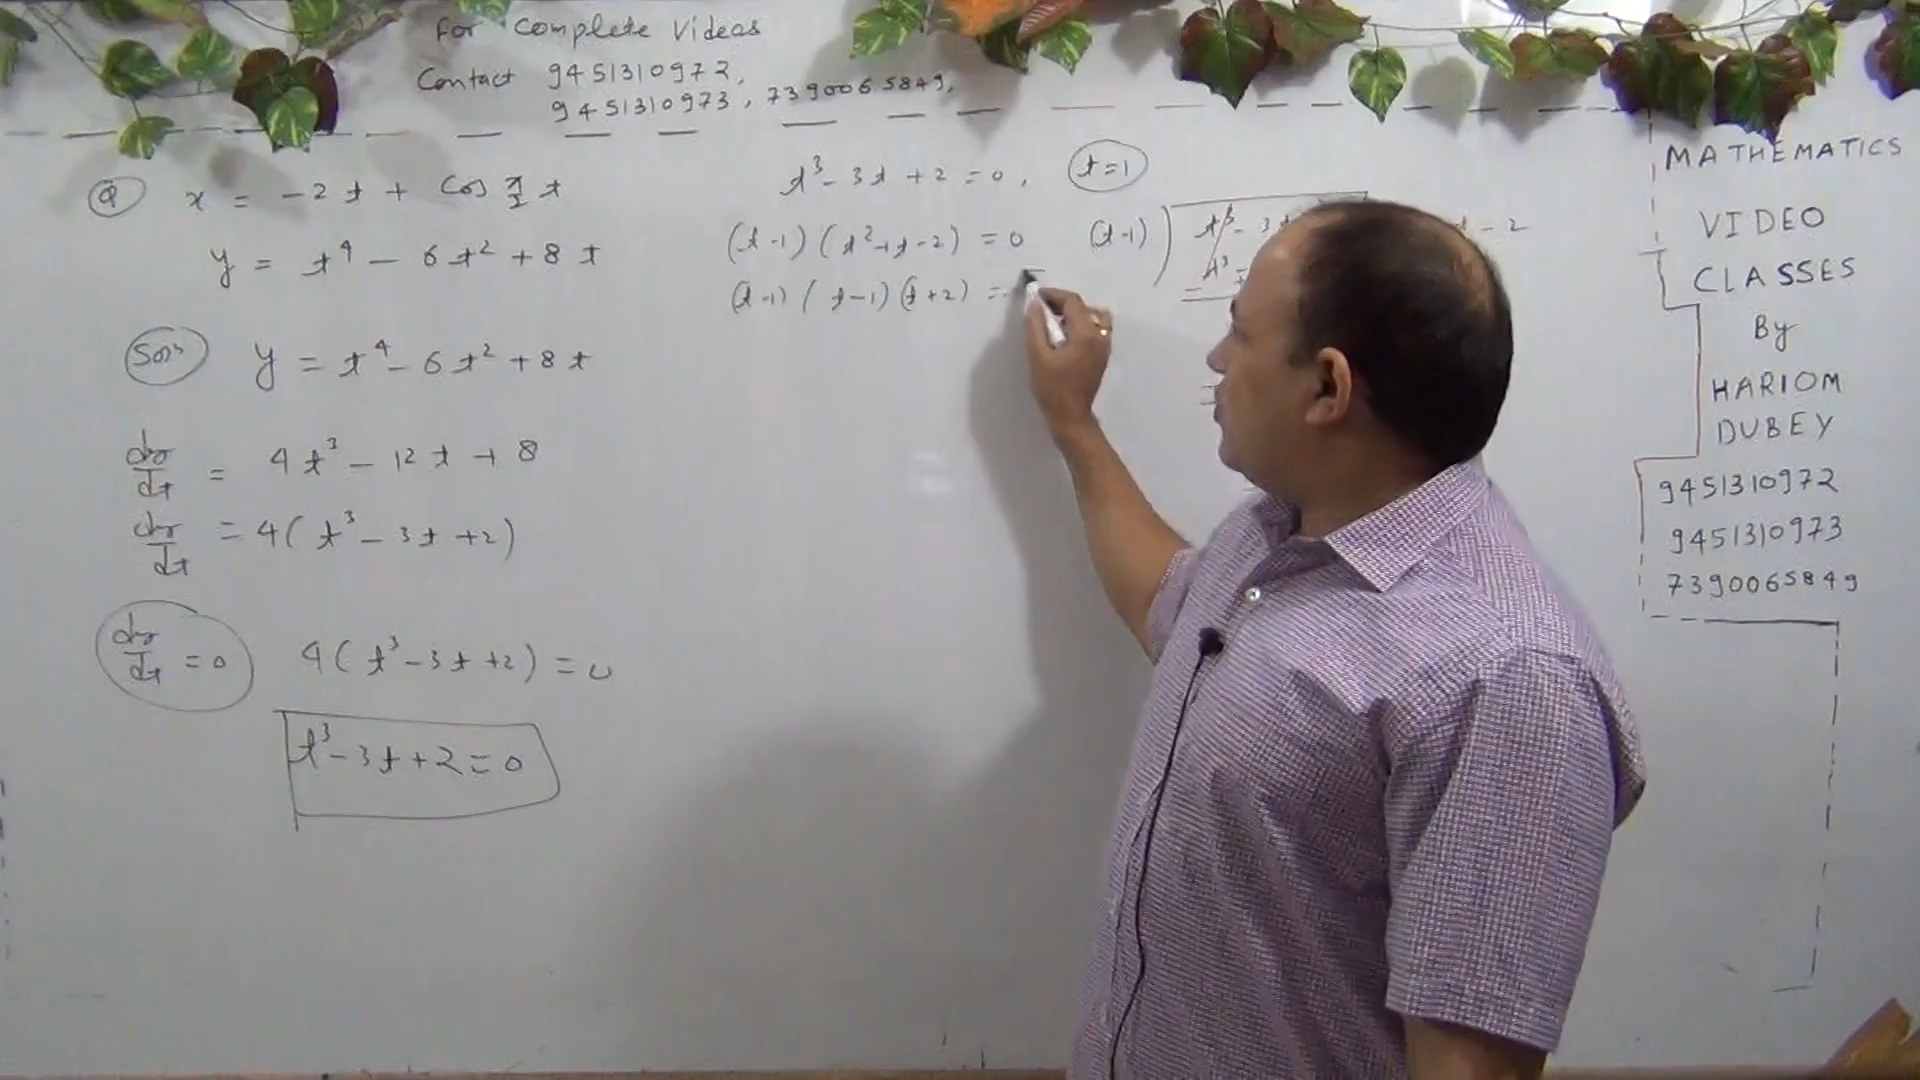 For Complete Videos
Contact 9451310972,
9451310973, 7390065849,
Q x = -2t + cos π/2 t
y = t⁴ - 6t² + 8t
Sol: y = t⁴ - 6t² + 8t
dy/dt = 4t³ - 12t + 8
dy/dt = 4(t³ - 3t + 2)
dy/dt = 0 4(t³ - 3t + 2) = 0
t³ - 3t + 2 = 0
t³ - 3t + 2 = 0, t = 1
(t-1)(t²+t-2) = 0
(t-1)(t-1)(t+2) =
(t-1)) t³ - 3t
t - 2
MATHEMATICS
VIDEO
CLASSES
By
HARIOM
DUBEY
9451310972
9451310973
7390065849